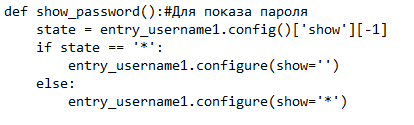 def show_password():#Для показа пароля
    state = entry_username1.config()['show'][-1]
    if state == '*':
        entry_username1.configure(show='')
    else:
        entry_username1.configure(show='*')